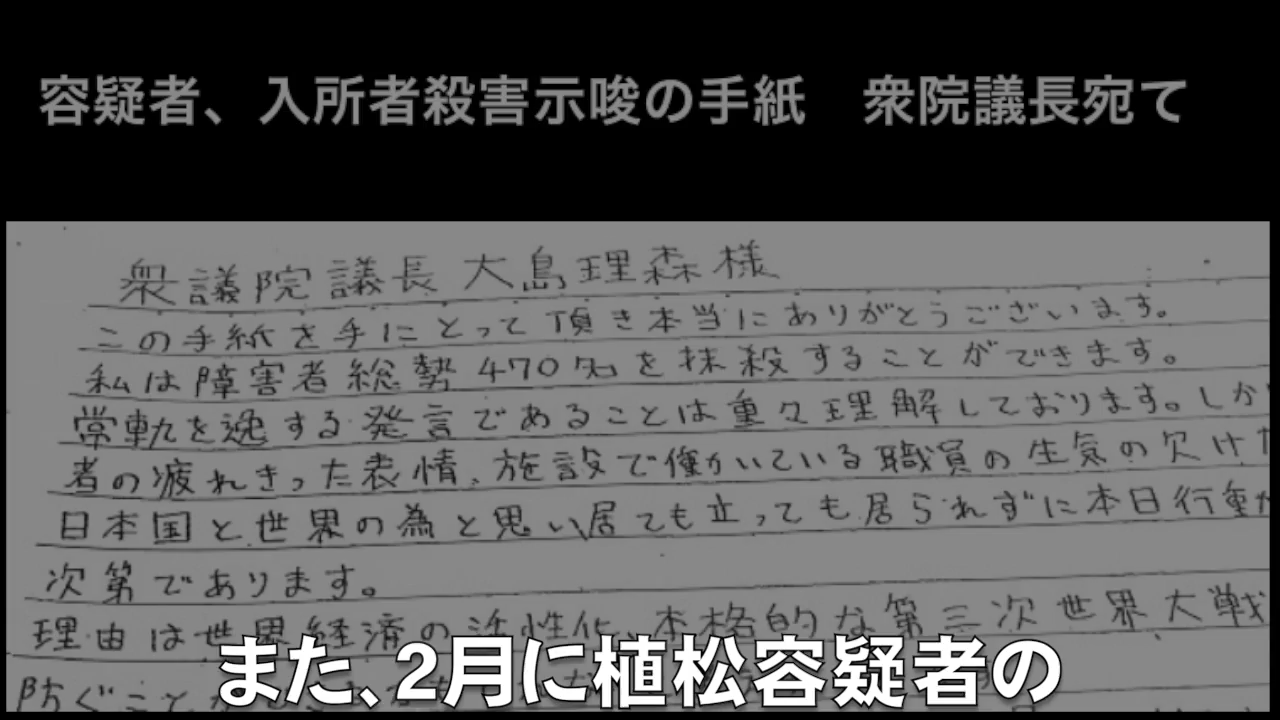 容疑者、入所者殺害示唆の手紙　衆院議長宛て
衆議院議長 大島理森様
この手紙を手にとって頂き本当にありがとうございます。
私は障害者総勢470名を抹殺することができます。
常軌を逸する発言であることは重々理解しております。しか
者の疲れきった表情、施設で働いている職員の生気の欠けた
日本国と世界の為と思い居ても立っても居られずに本日行動
次第であります。
理由は世界経済の活性化、本格的な第三次世界大戦
防ぐこと
また、2月に植松容疑者の